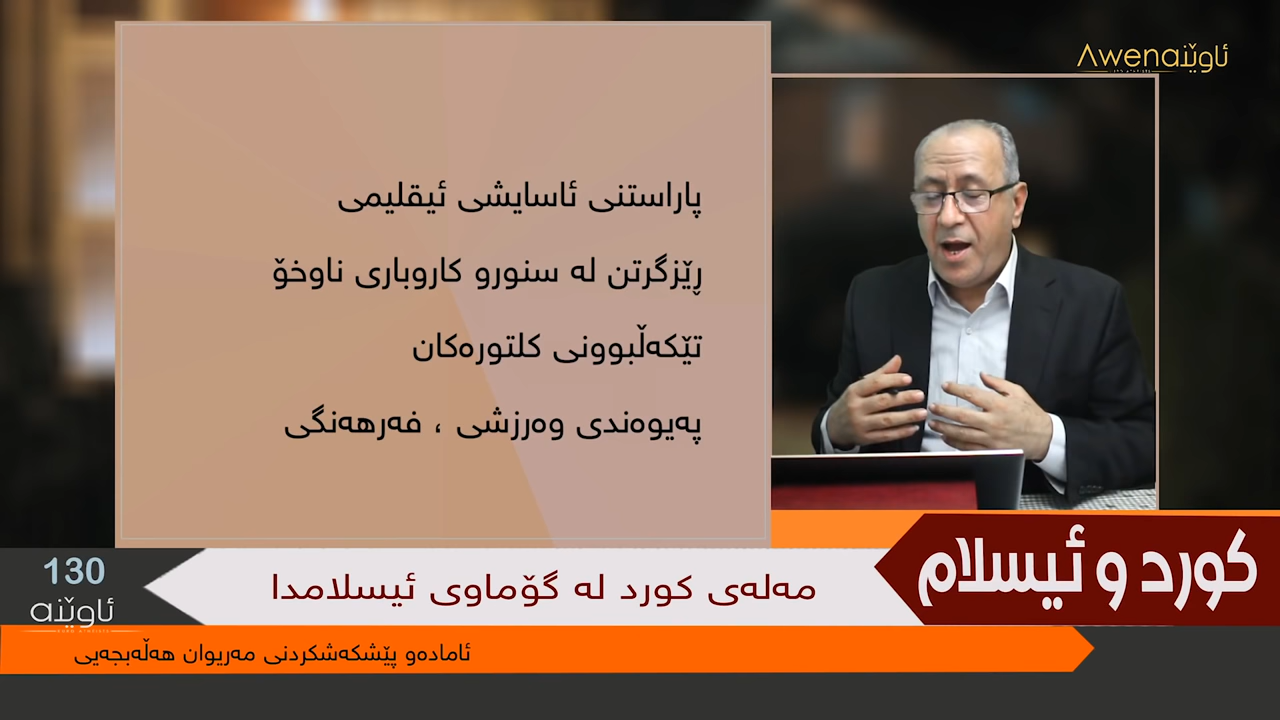 Awena ئاوێنە
پاراستنی ئاسایشی ئیقلیمی
ڕێزگرتن لە سنورو کاروباری ناوخۆ
تێکەڵبوونی کلتورەکان
پەیوەندی وەرزشی ، فەرهەنگی
کورد و ئیسلام
مەلەی کورد لە گۆماوی ئیسلامدا
130
ئاوێنە
ئامادەو پێشکەشکردنی مەریوان هەڵەبجەیی